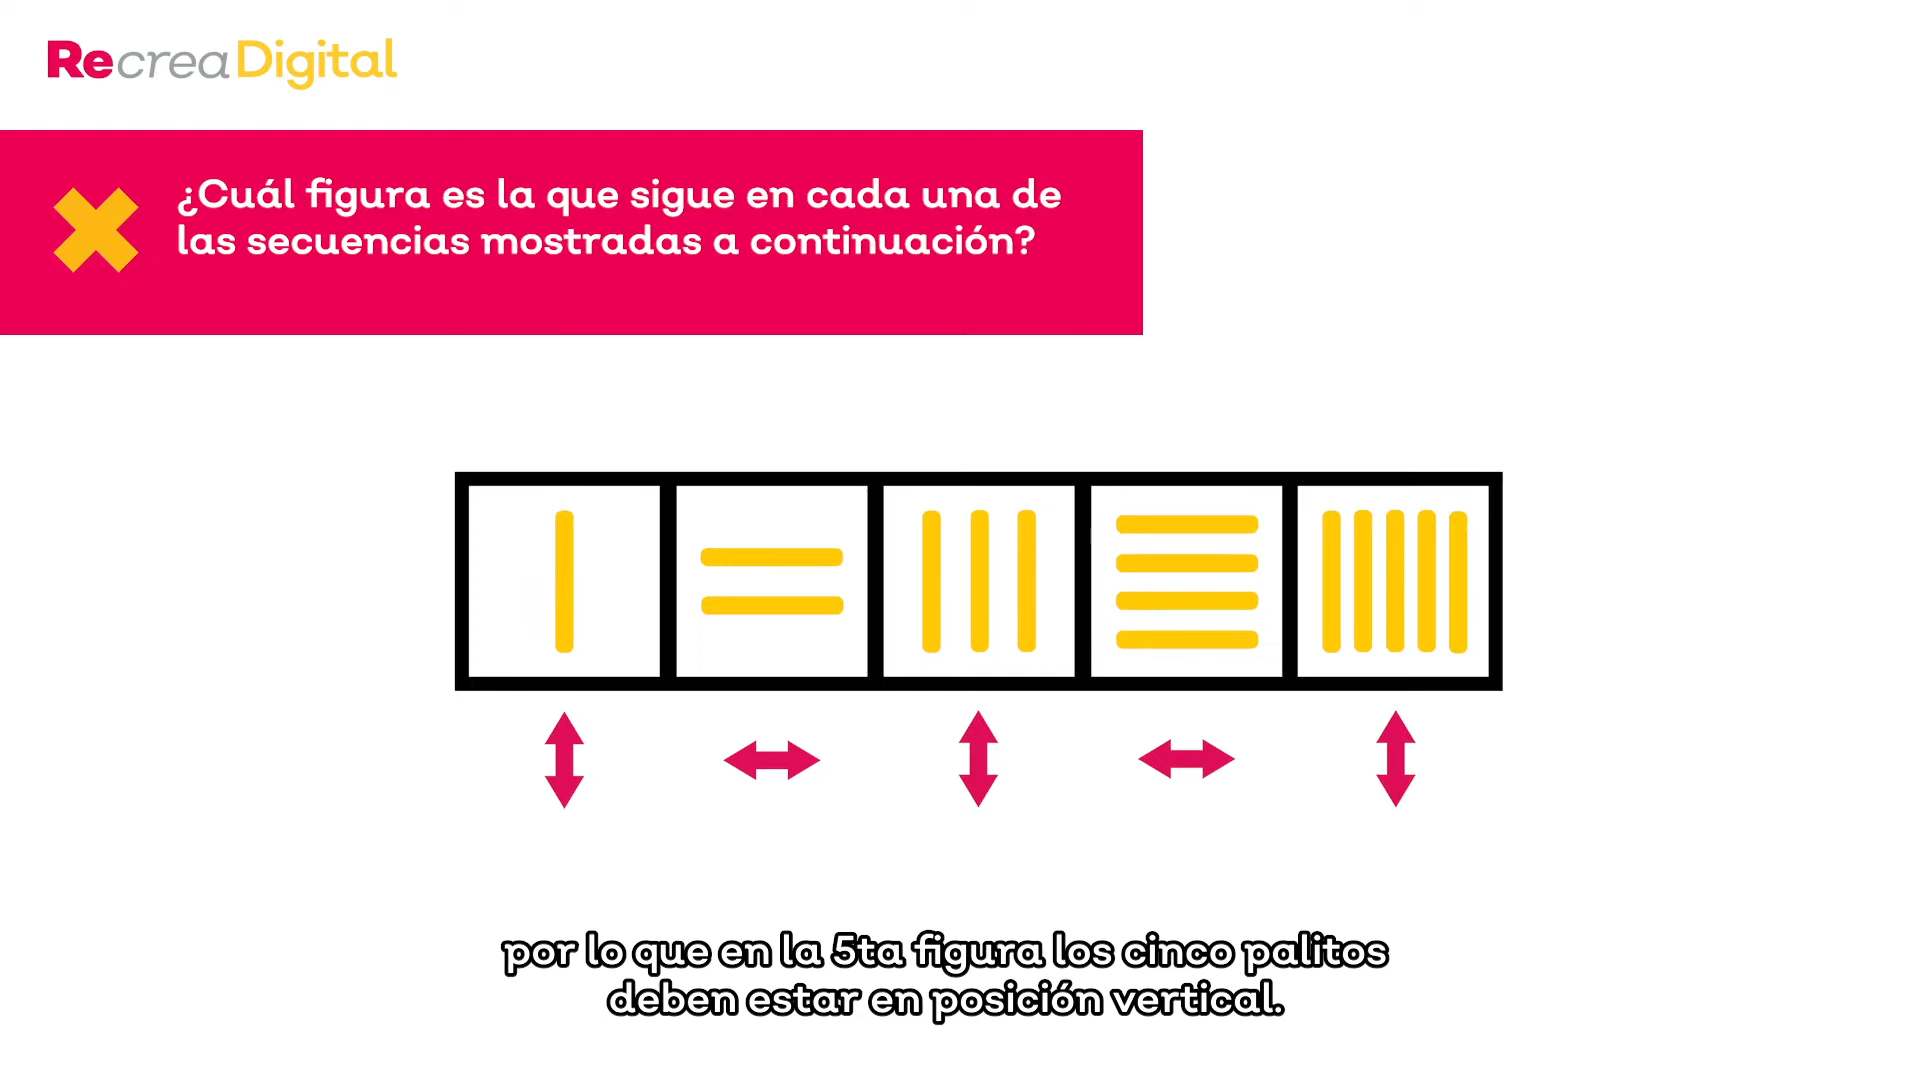 RecreaDigital
¿Cuál figura es la que sigue en cada una de
las secuencias mostradas a continuación?
por lo que en la 5ta figura los cinco palitos
deben estar en posición vertical.